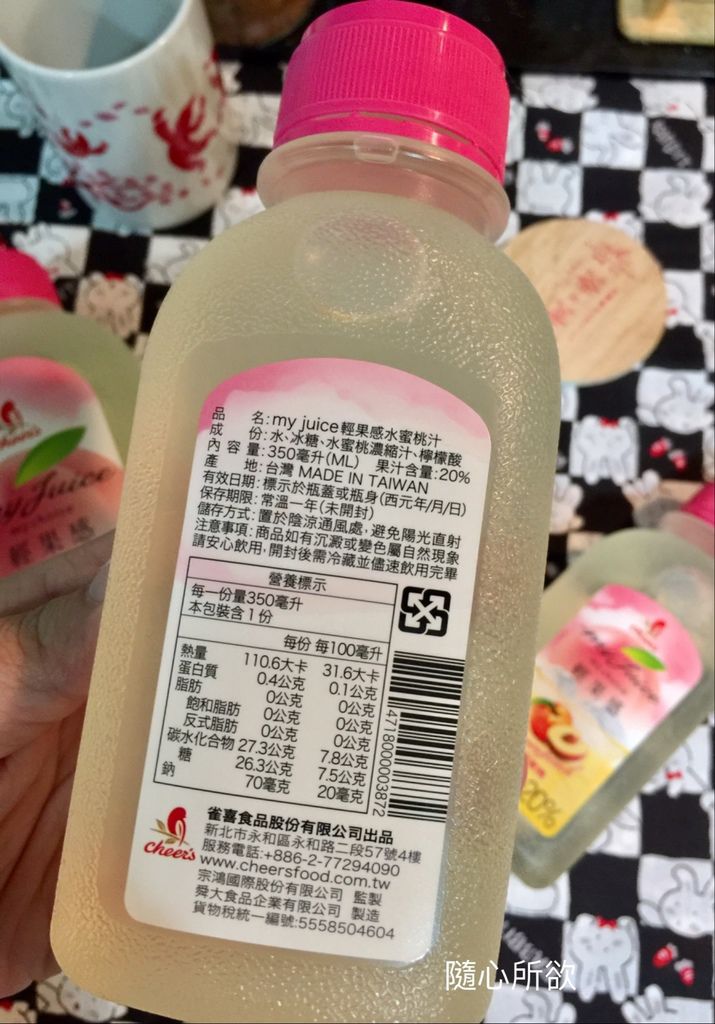 品 名:my juice輕果感水蜜桃汁
成 份:水、冰糖、水蜜桃濃縮汁、檸檬酸
內 容 量:350毫升(ML) 果汁含量:20%
產 地:台灣 MADE IN TAIWAN
有效日期:標示於瓶蓋或瓶身(西元年/月/日)
保存期限:常溫一年(未開封)
儲存方式:置於陰涼通風處,避免陽光直射
注意事項:商品如有沉澱或變色屬自然現象
請安心飲用,開封後需冷藏並儘速飲用完畢
營養標示
每一份量350毫升
本包裝含1份
每份 每100毫升
熱量 110.6大卡 31.6大卡
蛋白質 0.4公克 0.1公克
脂肪 0公克 0公克
飽和脂肪 0公克 0公克
反式脂肪 0公克 0公克
碳水化合物 27.3公克 7.8公克
糖 26.3公克 7.5公克
鈉 70毫克 20毫克
4718000003872
cheer's
雀喜食品股份有限公司出品
新北市永和區永和路二段57號4樓
服務電話:+886-2-77294090
www.cheersfood.com.tw
宗鴻國際股份有限公司 監製
舜大食品企業有限公司 製造
貨物稅統一編號:5558504604
cheer's
my Juice
輕果感
輕果感
20%
隨心所欲